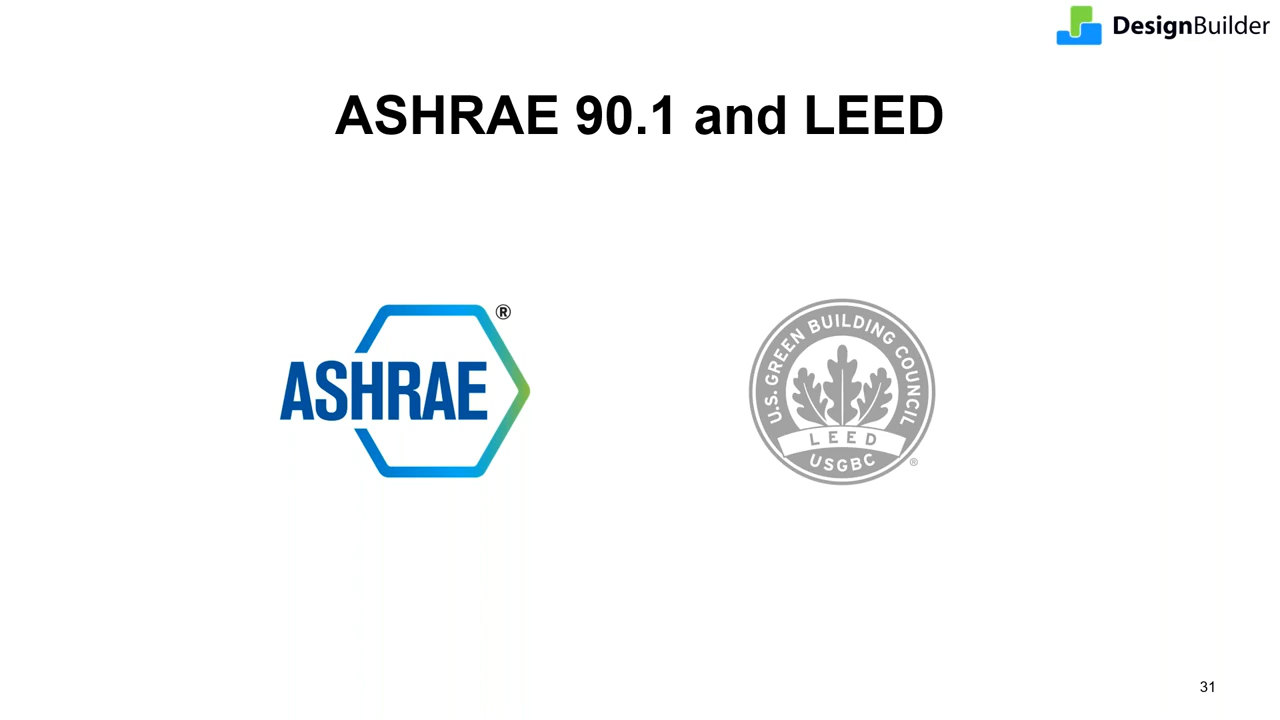 DesignBuilder
ASHRAE 90.1 and LEED
ASHRAE ®
U.S. GREEN BUILDING COUNCIL
LEED
USGBC ®
31